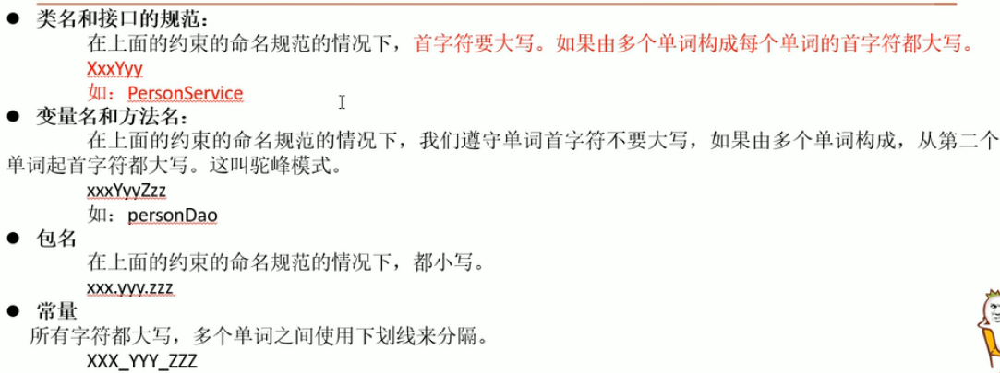 ● 类名和接口的规范：
在上面的约束的命名规范的情况下，首字符要大写。如果由多个单词构成每个单词的首字符都大写。
XxxYyy
如：PersonService
● 变量名和方法名：
在上面的约束的命名规范的情况下，我们遵守单词首字符不要大写，如果由多个单词构成，从第二个
单词起首字符都大写。这叫驼峰模式。
xxxYyyZzz
如：personDao
● 包名
在上面的约束的命名规范的情况下，都小写。
xxx.yyy.zzz
● 常量
所有字符都大写，多个单词之间使用下划线来分隔。
XXX_YYY_ZZZ